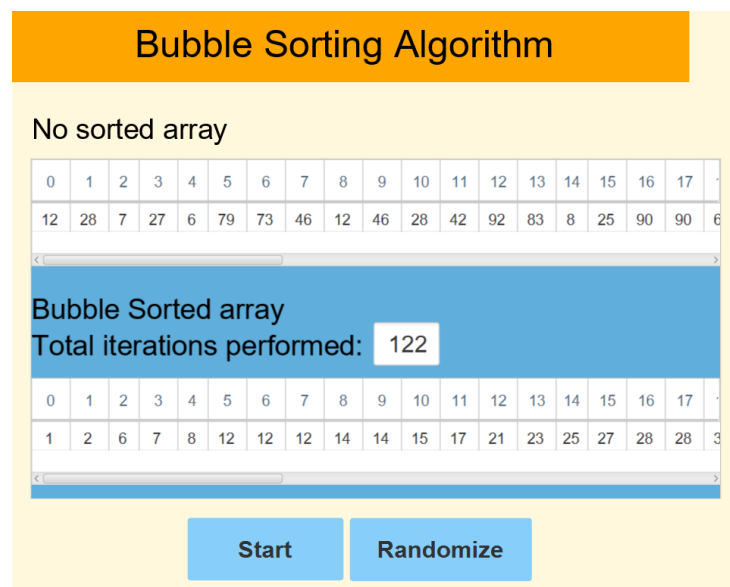 Bubble Sorting Algorithm
No sorted array
0 1 2 3 4 5 6 7 8 9 10 11 12 13 14 15 16 17
12 28 7 27 6 79 73 46 12 46 28 42 92 83 8 25 90 90
Bubble Sorted array
Total iterations performed: 122
0 1 2 3 4 5 6 7 8 9 10 11 12 13 14 15 16 17
1 2 6 7 8 12 12 12 14 14 15 17 21 23 25 27 28 28
Start Randomize